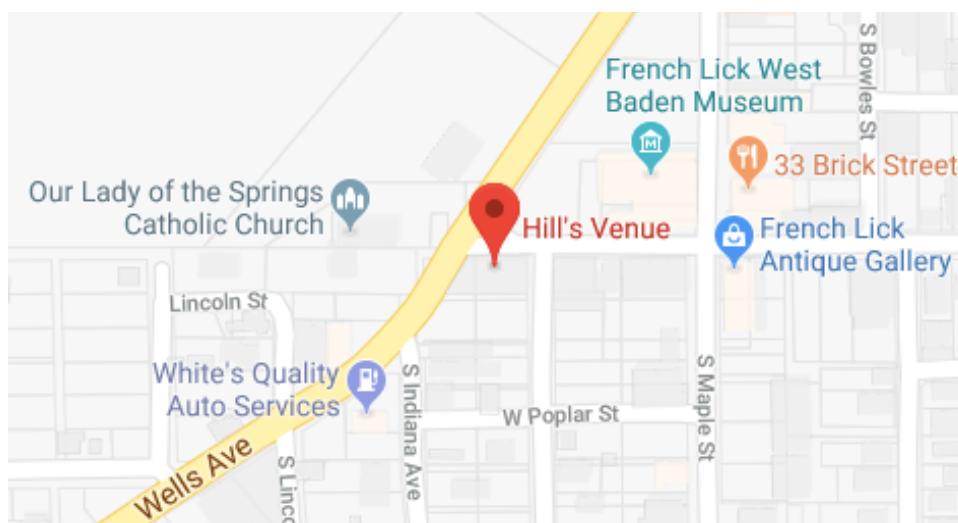 French Lick West
Baden Museum
S Bowles St
33 Brick Street
Our Lady of the Springs
Catholic Church
Hill's Venue
French Lick
Antique Gallery
Lincoln St
White's Quality
Auto Services
S Indiana Ave
W Poplar St
S Maple St
Wells Ave
S Linc
M